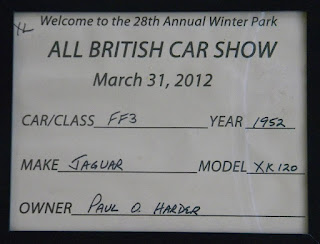 XL
Welcome to the 28th Annual Winter Park
ALL BRITISH CAR SHOW
March 31, 2012
CAR/CLASS FF3 YEAR 1952
MAKE JAGUAR MODEL XK120
OWNER PAUL O. HARDER